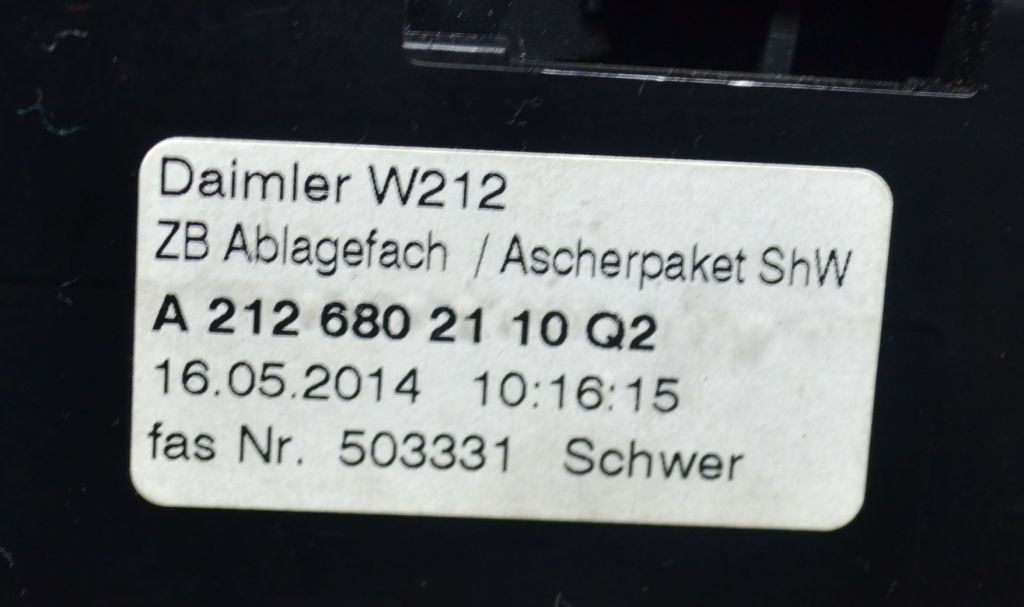 Daimler W212
ZB Ablagefach / Ascherpaket ShW
A 212 680 21 10 Q2
16.05.2014 10:16:15
fas Nr. 503331 Schwer